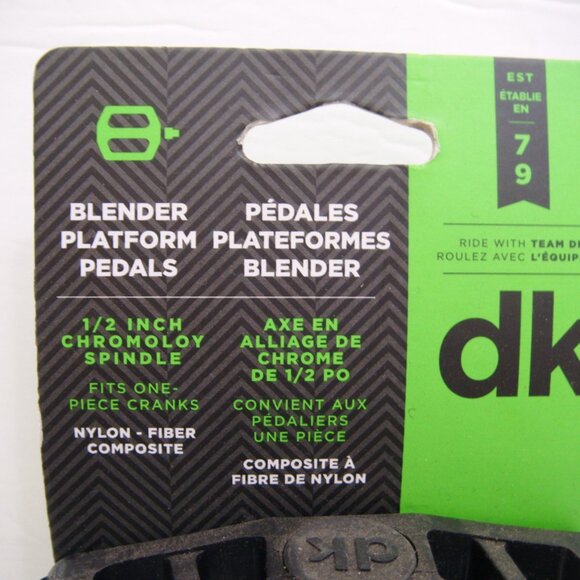 BLENDER
PLATFORM
PEDALS
1/2 INCH
CHROMOLOY
SPINDLE
FITS ONE-
PIECE CRANKS
NYLON - FIBER
COMPOSITE
PÉDALES
PLATEFORMES
BLENDER
AXE EN
ALLIAGE DE
CHROME
DE 1/2 PO
CONVIENT AUX
PÉDALIERS
UNE PIÈCE
COMPOSITE À
FIBRE DE NYLON
EST
ÉTABLIE
EN
7
9
RIDE WITH TEAM
ROULEZ AVEC
dk
dk